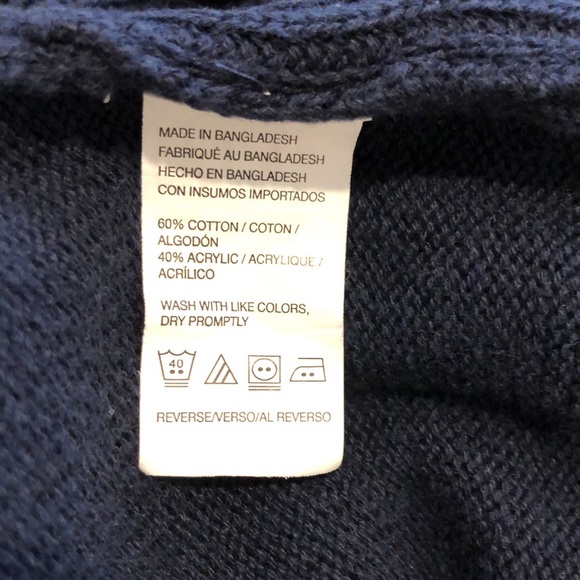 MADE IN BANGLADESH
FABRIQUÉ AU BANGLADESH
HECHO EN BANGLADESH
CON INSUMOS IMPORTADOS
60% COTTON / COTON /
ALGODÓN
40% ACRYLIC / ACRYLIQUE /
ACRÍLICO
WASH WITH LIKE COLORS,
DRY PROMPTLY
40
REVERSE/VERSO/AL REVERSO